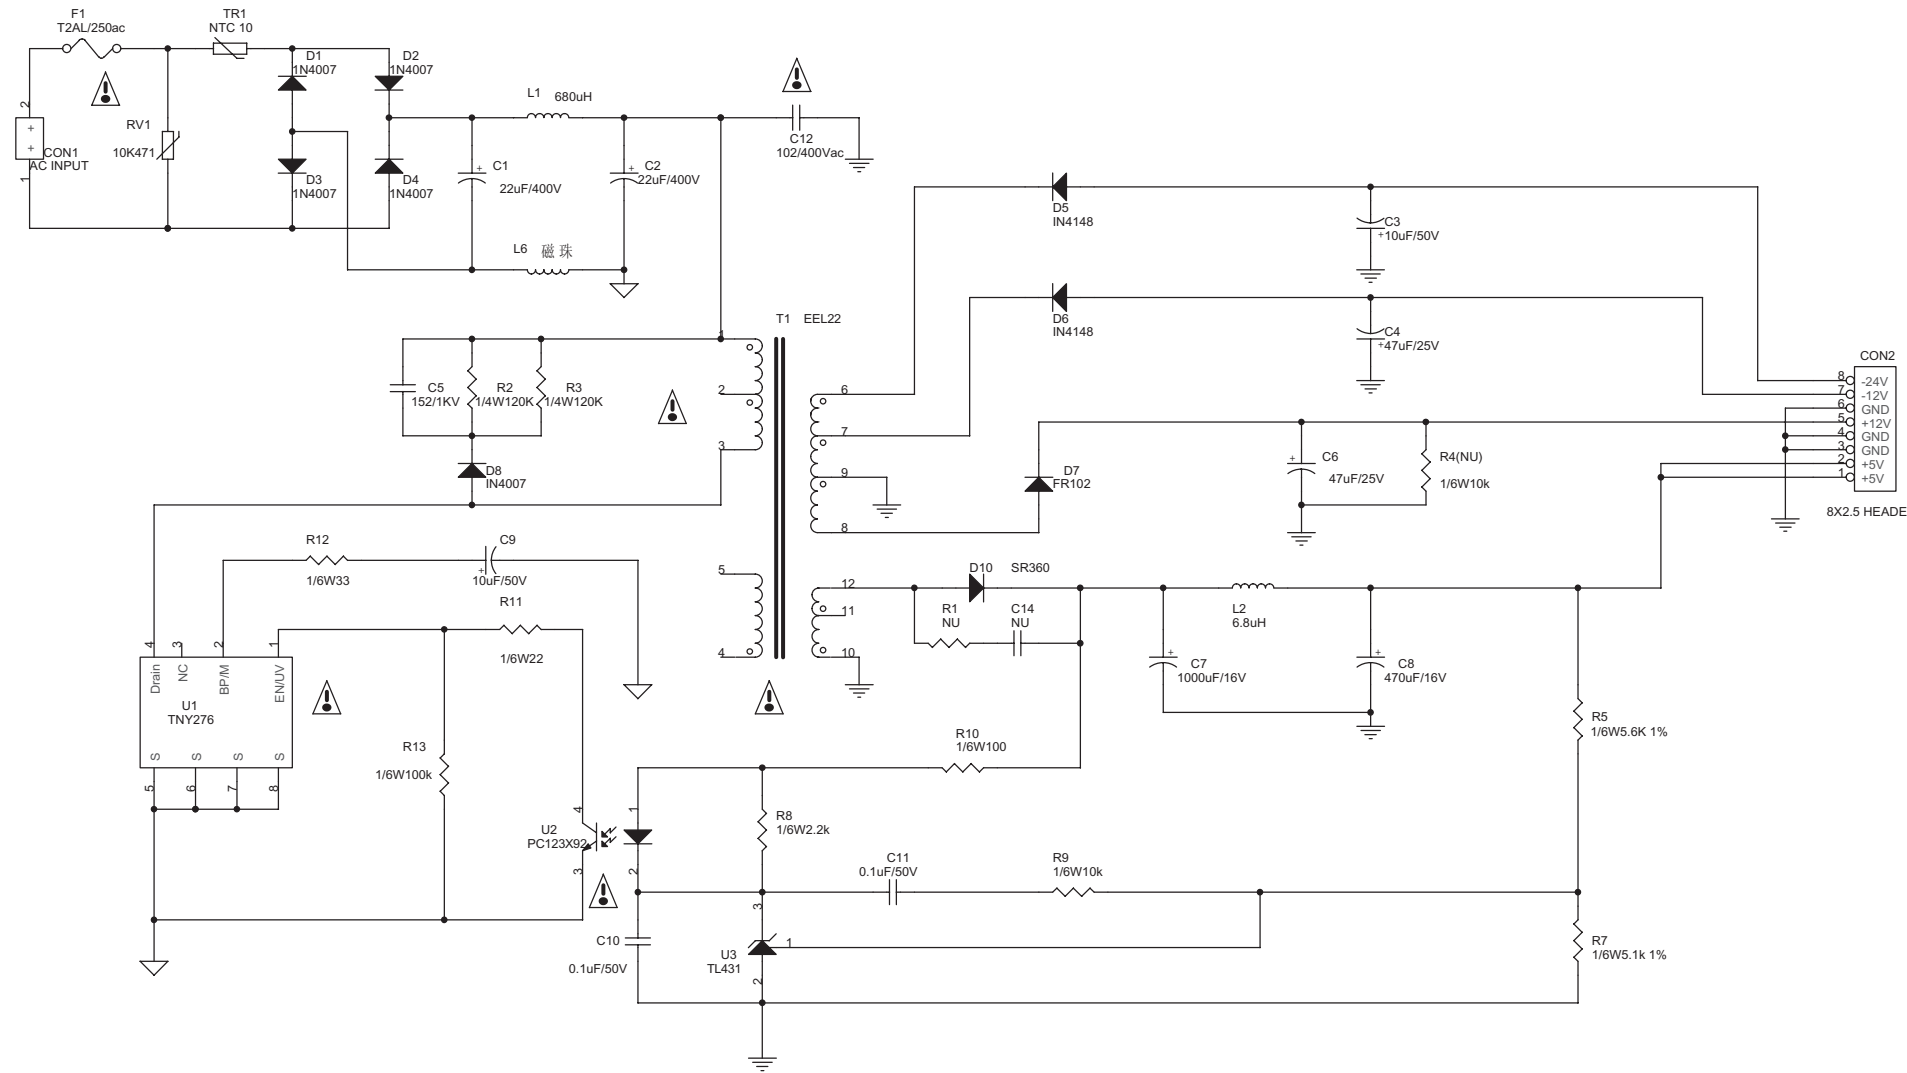 F1
T2AL/250ac
TR1
NTC 10
D1
1N4007
D2
1N4007
2
+
+
CON1
AC INPUT
1
RV1
10K471
D3
1N4007
D4
1N4007
L1
680uH
C1
22uF/400V
C2
22uF/400V
L6
磁 珠
C12
102/400Vac
D5
IN4148
C3
+
10uF/50V
D6
IN4148
C4
+
47uF/25V
T1
EEL22
1
2
3
5
4
6
7
9
8
12
11
10
C5
152/1KV
R2
1/4W120K
R3
1/4W120K
D8
IN4007
D7
FR102
C6
+
47uF/25V
R4(NU)
1/6W10k
CON2
8
-24V
7
-12V
6
GND
5
+12V
4
GND
3
GND
2
+5V
1
+5V
8X2.5 HEADE
R12
1/6W33
C9
+
10uF/50V
R11
1/6W22
4
3
2
1
Drain
NC
BP/M
EN/UV
U1
TNY276
S
S
S
S
5
6
7
8
R13
1/6W100k
D10
SR360
R1
NU
C14
NU
L2
6.8uH
C7
+
1000uF/16V
C8
+
470uF/16V
R5
1/6W5.6K 1%
R10
1/6W100
R8
1/6W2.2k
4
1
U2
PC123X92
3
2
C11
0.1uF/50V
R9
1/6W10k
C10
0.1uF/50V
3
U3
TL431
1
2
R7
1/6W5.1k 1%